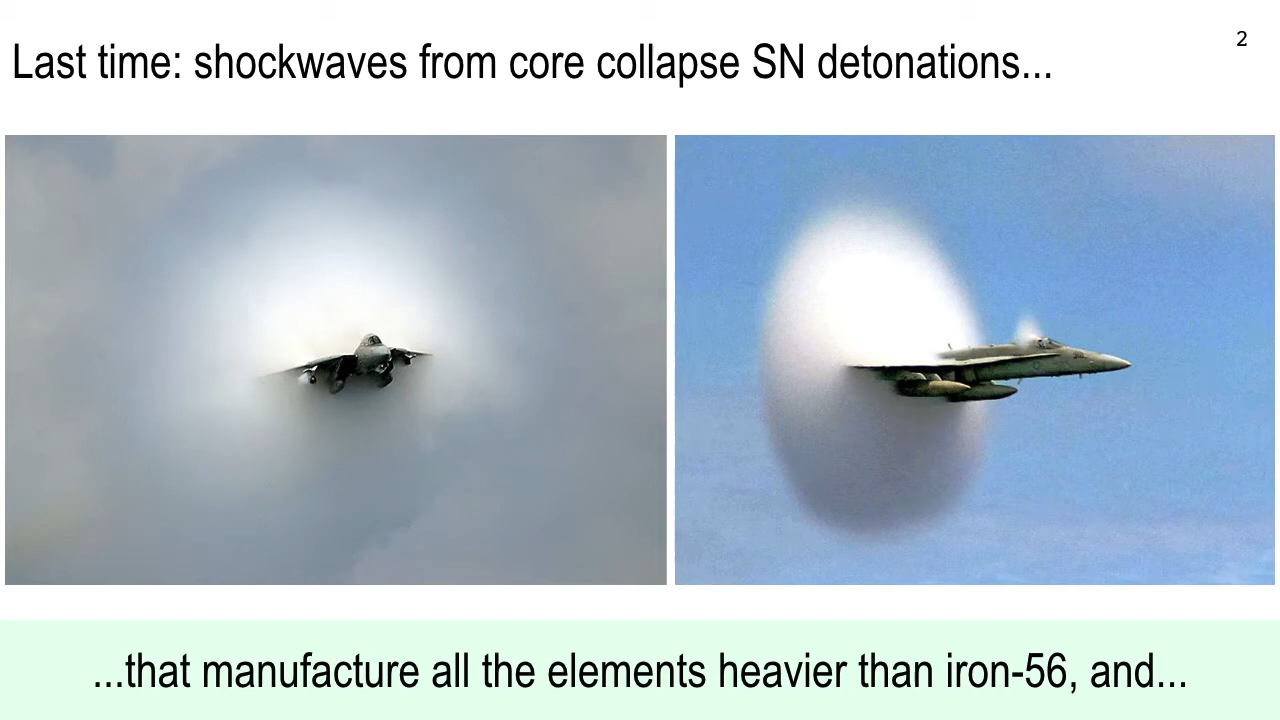 Last time: shockwaves from core collapse SN detonations...
2
...that manufacture all the elements heavier than iron-56, and...